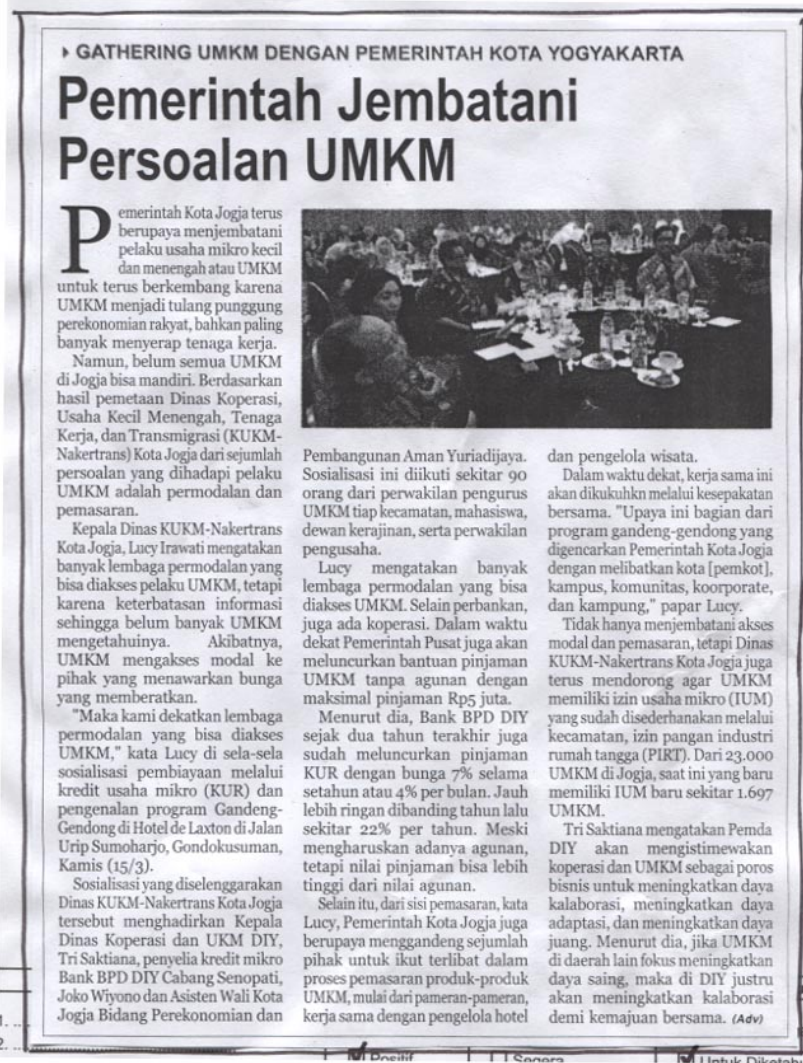 GATHERING UMKM DENGAN PEMERINTAH KOTA YOGYAKARTA
Pemerintah Jembatani
Persoalan UMKM
Pemerintah Kota Jogja terus
berupaya menjembatani
pelaku usaha mikro kecil
dan menengah atau UMKM
untuk terus berkembang karena
UMKM menjadi tulang punggung
perekonomian rakyat, bahkan paling
banyak menyerap tenaga kerja.
Namun, belum semua UMKM
di Jogja bisa mandiri. Berdasarkan
hasil pemetaan Dinas Koperasi,
Usaha Kecil Menengah, Tenaga
Kerja, dan Transmigrasi (KUKM-
Nakertrans) Kota Jogja dari sejumlah
persoalan yang dihadapi pelaku
UMKM adalah permodalan dan
pemasaran.
Kepala Dinas KUKM-Nakertrans
Kota Jogja, Lucy Irawati mengatakan
banyak lembaga permodalan yang
bisa diakses pelaku UMKM, tetapi
karena keterbatasan informasi
sehingga belum banyak UMKM
mengetahuinya. Akibatnya,
UMKM mengakses modal ke
pihak yang menawarkan bunga
yang memberatkan.
"Maka kami dekatkan lembaga
permodalan yang bisa diakses
UMKM," kata Lucy di sela-sela
sosialisasi pembiayaan melalui
kredit usaha mikro (KUR) dan
pengenalan program Gandeng-
Gendong di Hotel de Laxton di Jalan
Urip Sumoharjo, Gondokusuman,
Kamis (15/3).
Sosialisasi yang diselenggarakan
Dinas KUKM-Nakertrans Kota Jogja
tersebut menghadirkan Kepala
Dinas Koperasi dan UKM DIY,
Tri Saktiana, penyelia kredit mikro
Bank BPD DIY Cabang Senopati,
Joko Wiyono dan Asisten Wali Kota
Jogja Bidang Perekonomian dan
Pembangunan Aman Yuriadijaya.
Sosialisasi ini diikuti sekitar 90
orang dari perwakilan pengurus
UMKM tiap kecamatan, mahasiswa,
dewan kerajinan, serta perwakilan
pengusaha.
Lucy mengatakan banyak
lembaga permodalan yang bisa
diakses UMKM. Selain perbankan,
juga ada koperasi. Dalam waktu
dekat Pemerintah Pusat juga akan
meluncurkan bantuan pinjaman
UMKM tanpa agunan dengan
maksimal pinjaman Rp5 juta.
Menurut dia, Bank BPD DIY
sejak dua tahun terakhir juga
sudah meluncurkan pinjaman
KUR dengan bunga 7% selama
setahun atau 4% per bulan. Jauh
lebih ringan dibanding tahun lalu
sekitar 22% per tahun. Meski
mengharuskan adanya agunan,
tetapi nilai pinjaman bisa lebih
tinggi dari nilai agunan.
Selain itu, dari sisi pemasaran, kata
Lucy, Pemerintah Kota Jogja juga
berupaya menggandeng sejumlah
pihak untuk ikut terlibat dalam
proses pemasaran produk-produk
UMKM, mulai dari pameran-pameran,
kerja sama dengan pengelola hotel
dan pengelola wisata.
Dalam waktu dekat, kerja sama ini
akan dikukuhkn melalui kesepakatan
bersama. "Upaya ini bagian dari
program gandeng-gendong yang
digencarkan Pemerintah Kota Jogja
dengan melibatkan kota [pemkot],
kampus, komunitas, koorporate,
dan kampung," papar Lucy.
Tidak hanya menjembatani akses
modal dan pemasaran, tetapi Dinas
KUKM-Nakertrans Kota Jogja juga
terus mendorong agar UMKM
memiliki izin usaha mikro (IUM)
yang sudah disederhanakan melalui
kecamatan, izin pangan industri
rumah tangga (PIRT). Dari 23.000
UMKM di Jogja, saat ini yang baru
memiliki IUM baru sekitar 1.697
UMKM.
Tri Saktiana mengatakan Pemda
DIY akan mengistimewakan
koperasi dan UMKM sebagai poros
bisnis untuk meningkatkan daya
kalaborasi, meningkatkan daya
adaptasi, dan meningkatkan daya
juang. Menurut dia, jika UMKM
di daerah lain fokus meningkatkan
daya saing, maka di DIY justru
akan meningkatkan kalaborasi
demi kemajuan bersama. (Adv)
1. ..
2. ..
Positif
Segera
Untuk Diketahu